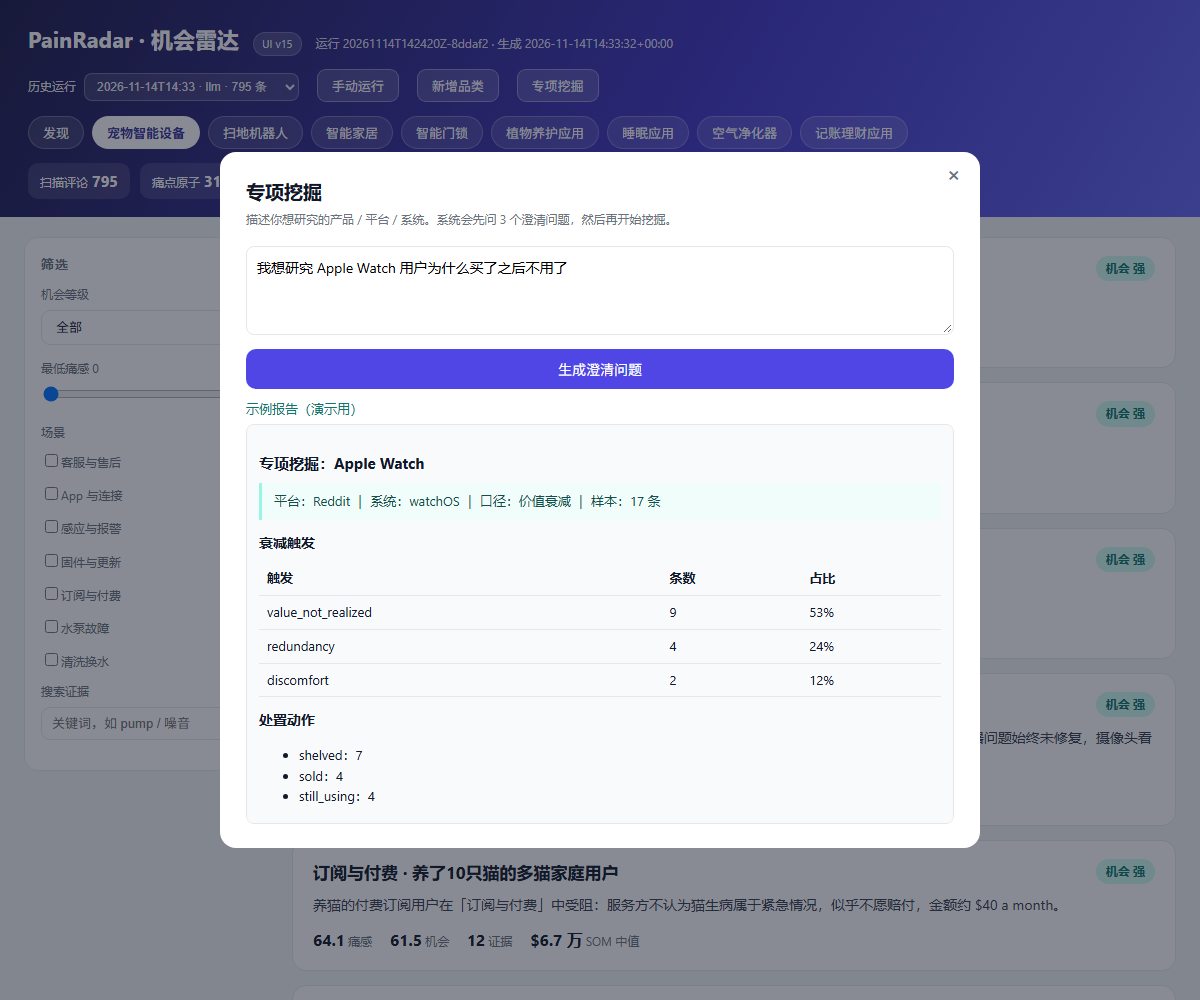 PainRadar · 机会雷达 UI v15 运行 20261114T142420Z-8ddaf2 · 生成 2026-11-14T14:33:32+00:00
历史运行 2026-11-14T14:33 · llm · 795 条 手动运行 新增品类 专项挖掘
发现 宠物智能设备 扫地机器人 智能家居 智能门锁 植物养护应用 睡眠应用 空气净化器 记账理财应用
扫描评论 795 痛点原子 31
×
专项挖掘
描述你想研究的产品 / 平台 / 系统。系统会先问 3 个澄清问题，然后再开始挖掘。
我想研究 Apple Watch 用户为什么买了之后不用了
生成澄清问题
示例报告（演示用）
专项挖掘：Apple Watch
平台：Reddit | 系统：watchOS | 口径：价值衰减 | 样本：17 条
衰减触发
触发 条数 占比
value_not_realized 9 53%
redundancy 4 24%
discomfort 2 12%
处置动作
shelved：7
sold：4
still_using：4
筛选
机会等级
全部
最低痛感 0
场景
客服与售后
App 与连接
感应与报警
固件与更新
订阅与付费
水泵故障
清洗换水
搜索证据
关键词，如 pump / 噪音
机会 强
机会 强
机会 强
机会 强
问题始终未修复，摄像头看
订阅与付费 · 养了10只猫的多猫家庭用户 机会 强
养猫的付费订阅用户在「订阅与付费」中受阻：服务方不认为猫生病属于紧急情况，似乎不愿赔付，金额约 $40 a month。
64.1 痛感 61.5 机会 12 证据 $6.7 万 SOM 中值